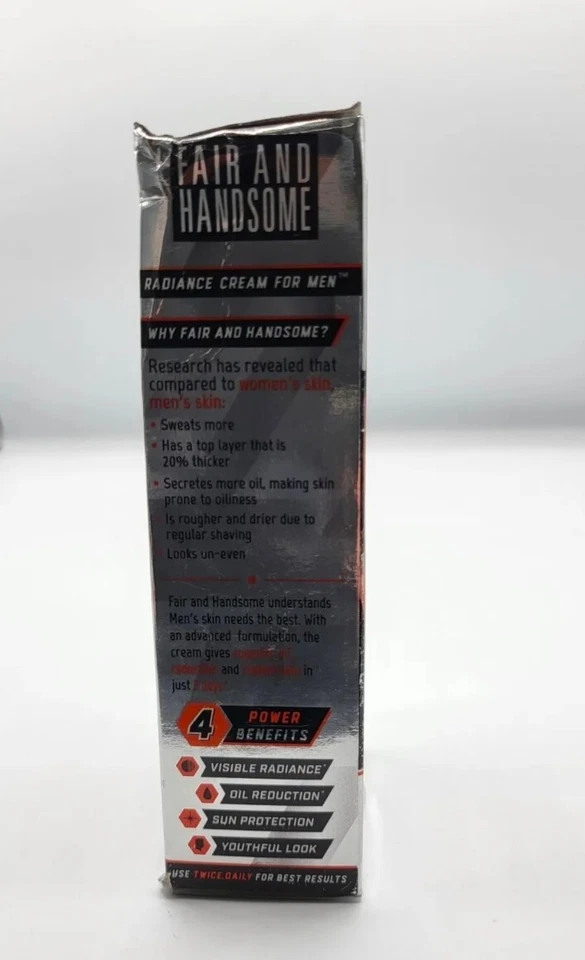 FAIR AND
HANDSOME
RADIANCE CREAM FOR MEN™
WHY FAIR AND HANDSOME?
Research has revealed that
compared to women's skin,
men's skin:
• Sweats more
• Has a top layer that is
20% thicker
• Secretes more oil, making skin
prone to oiliness
Is rougher and drier due to
regular shaving
Looks un-even
Fair and Handsome understands
Men's skin needs the best. With
an advanced formulation, the
cream gives
and in
just
4 POWER
BENEFITS
VISIBLE RADIANCE*
OIL REDUCTION*
SUN PROTECTION
YOUTHFUL LOOK
USE TWICE DAILY FOR BEST RESULTS